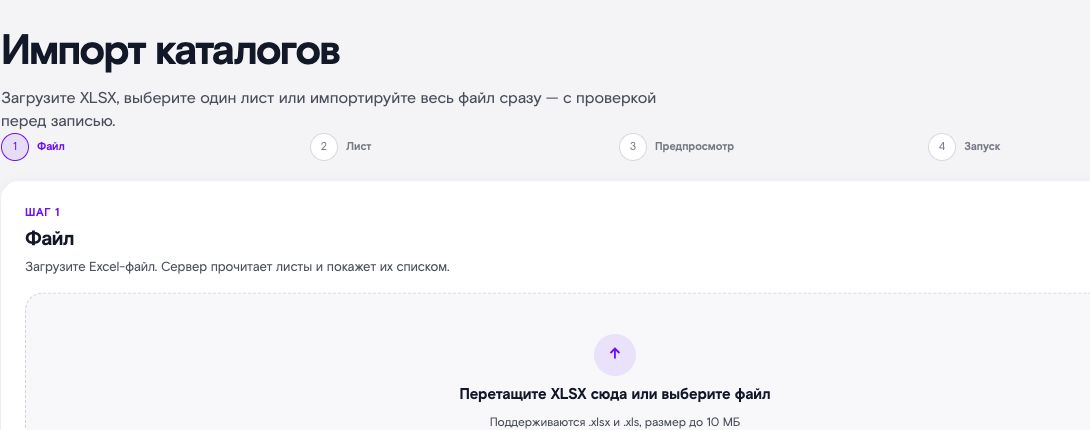 Импорт каталогов
Загрузите XLSX, выберите один лист или импортируйте весь файл сразу — с проверкой
перед записью.
1 Файл 2 Лист 3 Предпросмотр 4 Запуск
ШАГ 1
Файл
Загрузите Excel-файл. Сервер прочитает листы и покажет их списком.
Перетащите XLSX сюда или выберите файл
Поддерживаются .xlsx и .xls, размер до 10 МБ